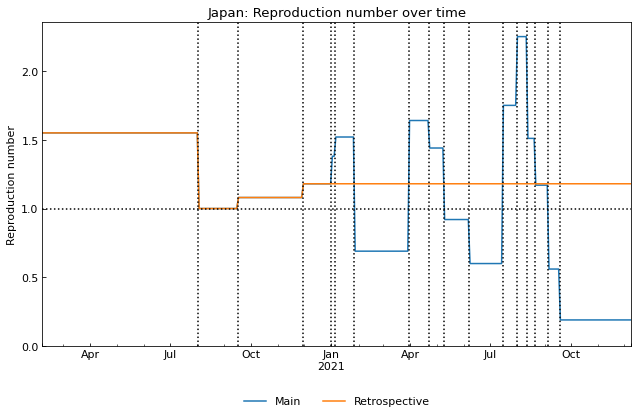 Japan: Reproduction number over time
Reproduction number
2.0
1.5
1.0
0.5
0.0
Apr Jul Oct Jan Apr Jul Oct
2021
Main Retrospective